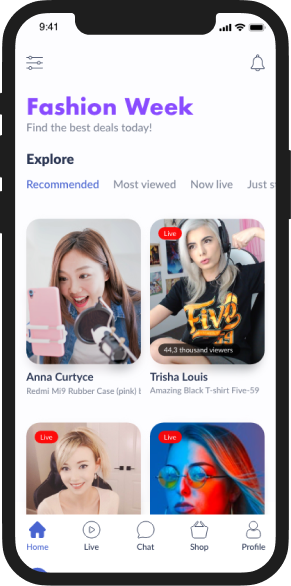 9:41
Fashion Week
Find the best deals today!
Explore
Recommended Most viewed Now live Just s
Live
Five
44,3 thousand viewers
Anna Curtyce Trisha Louis
Redmi Mi9 Rubber Case (pink) | Amazing Black T-shirt Five-59
Live Live
Home Live Chat Shop Profile